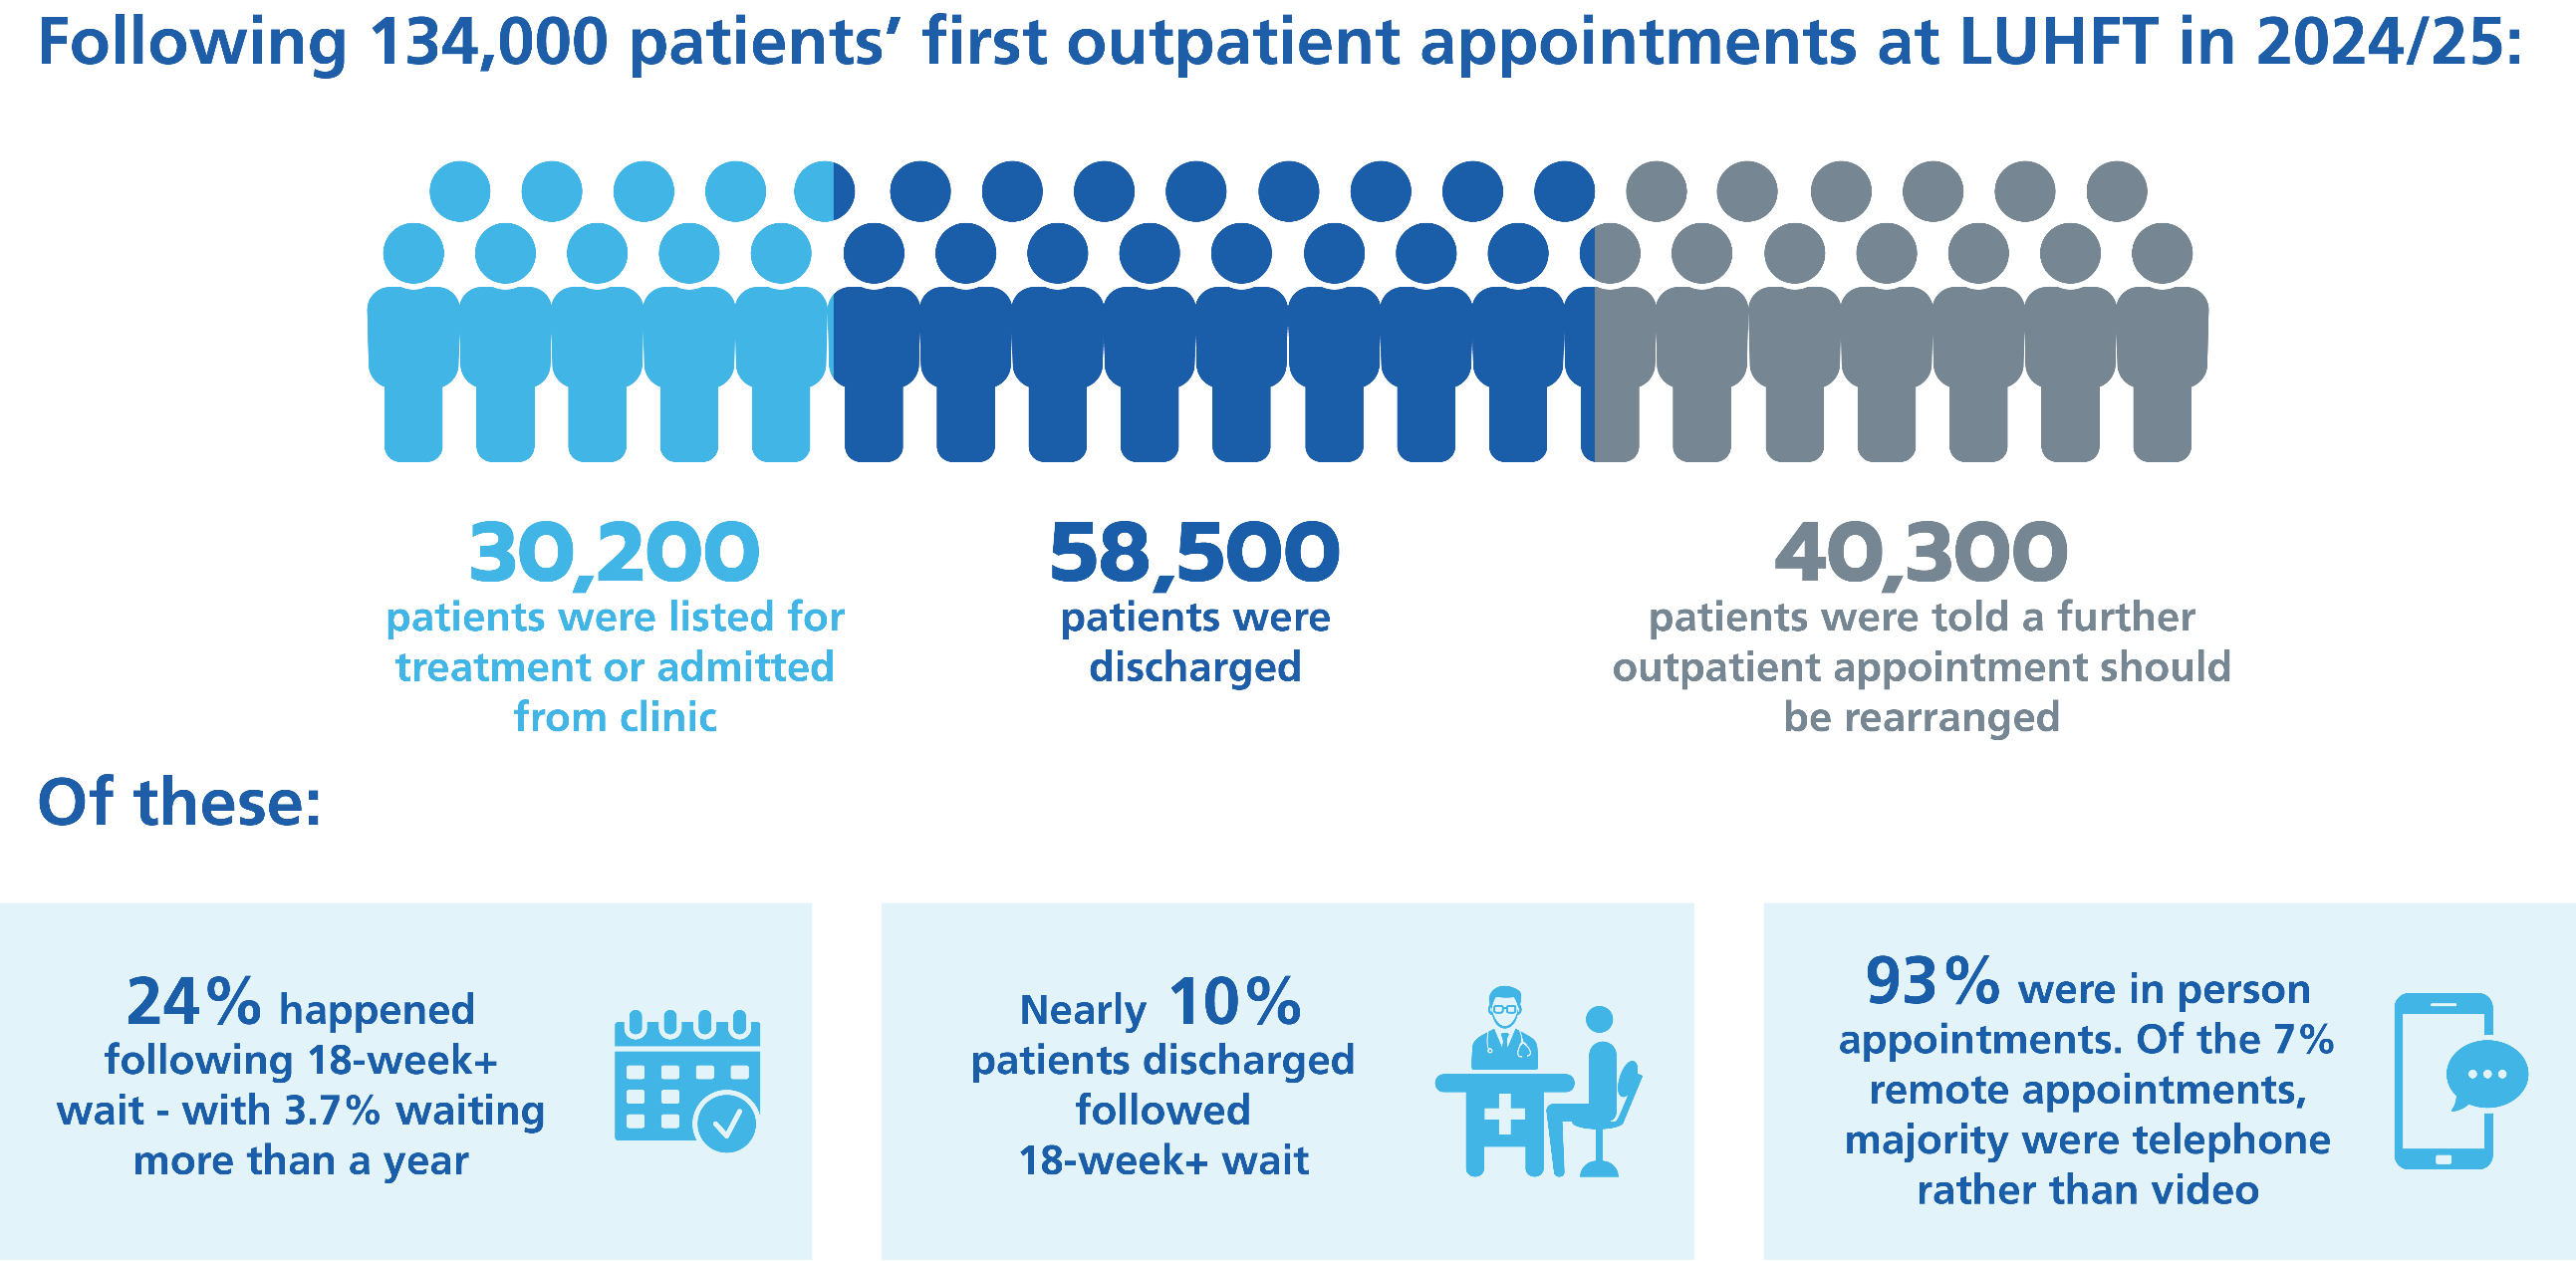 Following 134,000 patients’ first outpatient appointments at LUHFT in 2024/25:
30,200
patients were listed for
treatment or admitted
from clinic
58,500
patients were
discharged
40,300
patients were told a further
outpatient appointment should
be rearranged
Of these:
24% happened
following 18-week+
wait - with 3.7% waiting
more than a year
Nearly 10%
patients discharged
followed
18-week+ wait
93% were in person
appointments. Of the 7%
remote appointments,
majority were telephone
rather than video